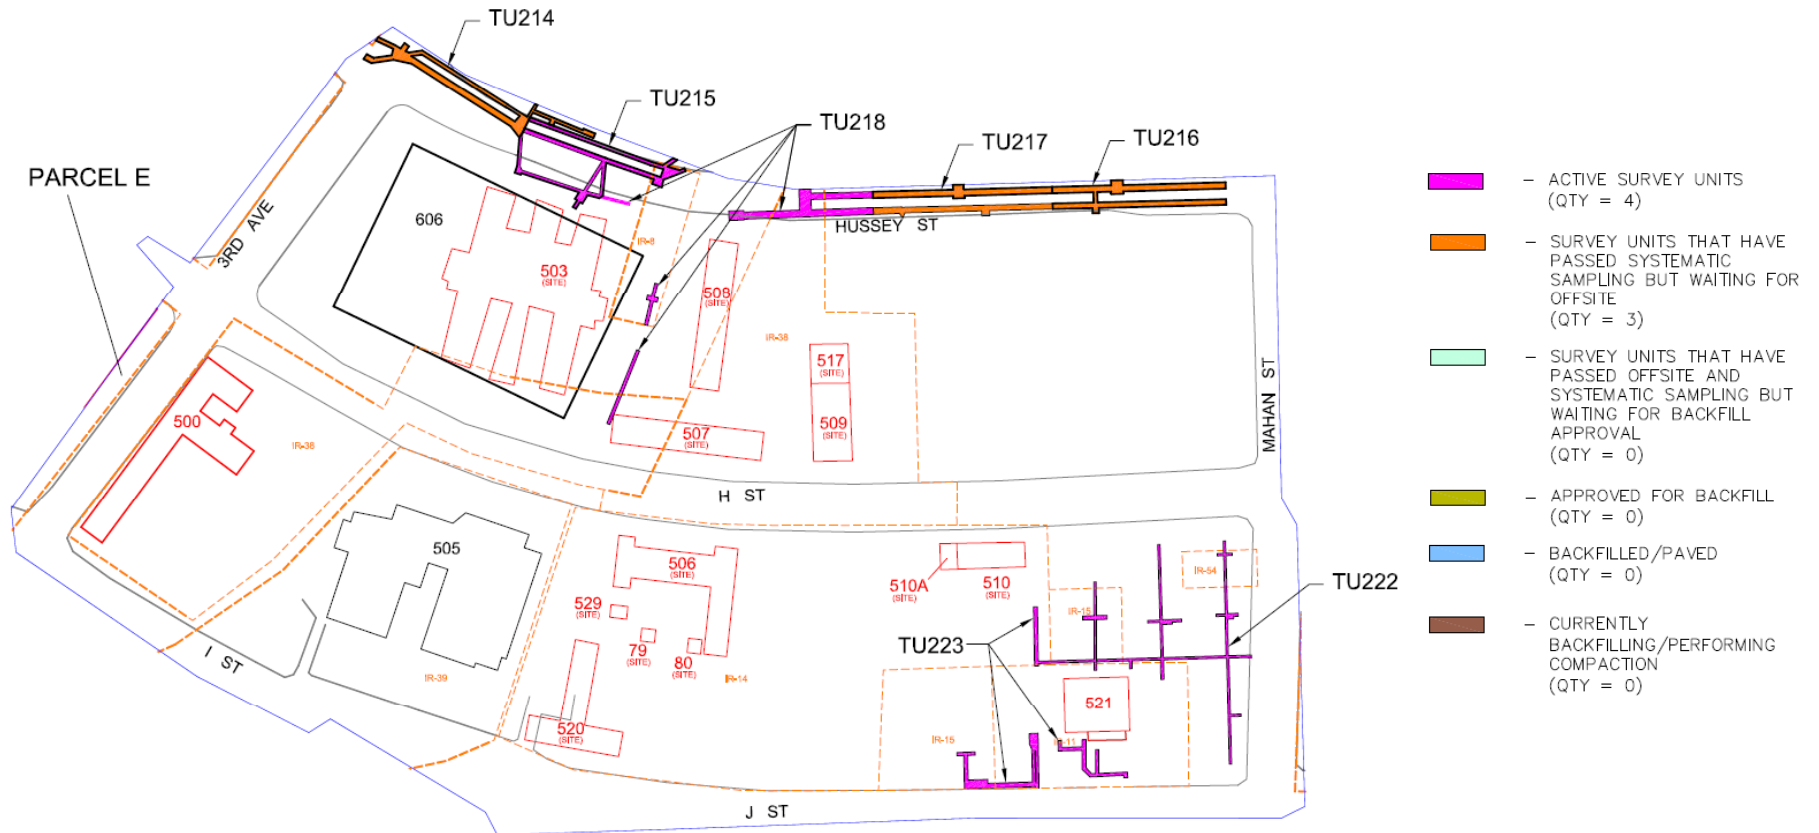 TU214
TU215
TU218
TU217
TU216
PARCEL E
3RD AVE
606
HUSSEY ST
IR-8
503
(SITE)
508
(SITE)
IR-38
517
(SITE)
MAHAN ST
500
509
(SITE)
507
(SITE)
IR-38
H ST
505
506
(SITE)
510A
(SITE)
510
(SITE)
IR-54
TU222
529
(SITE)
IR-15
79
(SITE)
80
(SITE)
TU223
I ST
IR-39
IR-14
521
520
(SITE)
IR-15
J ST
– ACTIVE SURVEY UNITS
(QTY = 4)
– SURVEY UNITS THAT HAVE
PASSED SYSTEMATIC
SAMPLING BUT WAITING FOR
OFFSITE
(QTY = 3)
– SURVEY UNITS THAT HAVE
PASSED OFFSITE AND
SYSTEMATIC SAMPLING BUT
WAITING FOR BACKFILL
APPROVAL
(QTY = 0)
– APPROVED FOR BACKFILL
(QTY = 0)
– BACKFILLED/PAVED
(QTY = 0)
– CURRENTLY
BACKFILLING/PERFORMING
COMPACTION
(QTY = 0)